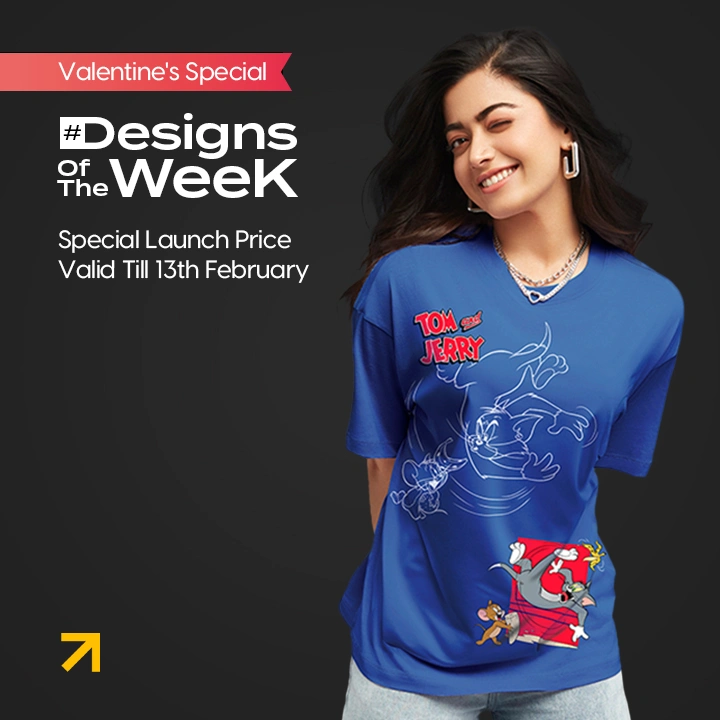 Valentine's Special
#Designs
Of
The WeeK
Special Launch Price
Valid Till 13th February
TOM and
JERRY